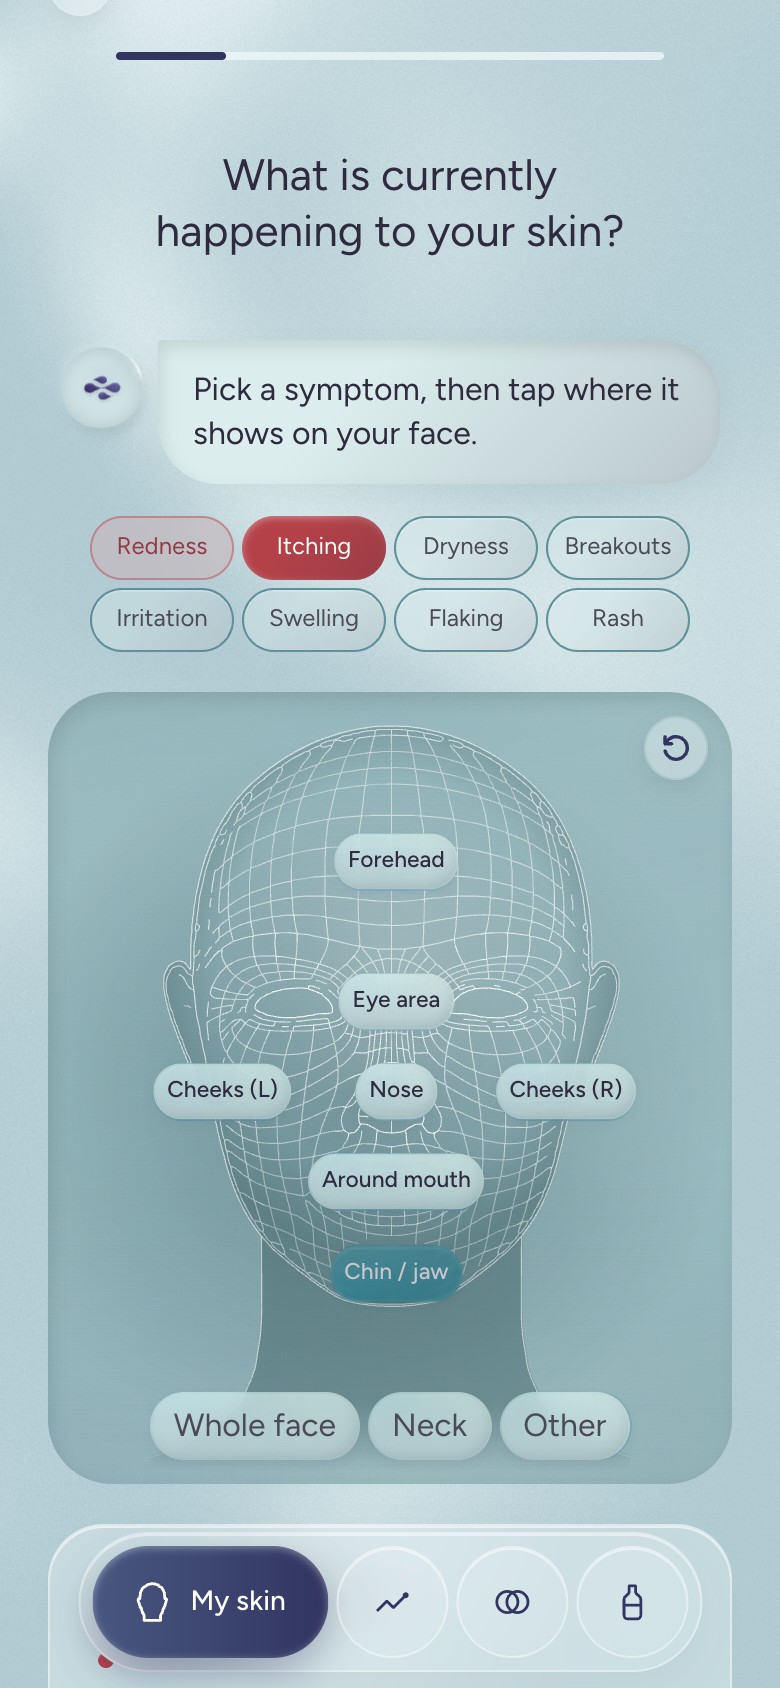 What is currently
happening to your skin?
Pick a symptom, then tap where it
shows on your face.
Redness
Itching
Dryness
Breakouts
Irritation
Swelling
Flaking
Rash
Forehead
Eye area
Cheeks (L)
Nose
Cheeks (R)
Around mouth
Chin / jaw
Whole face
Neck
Other
My skin